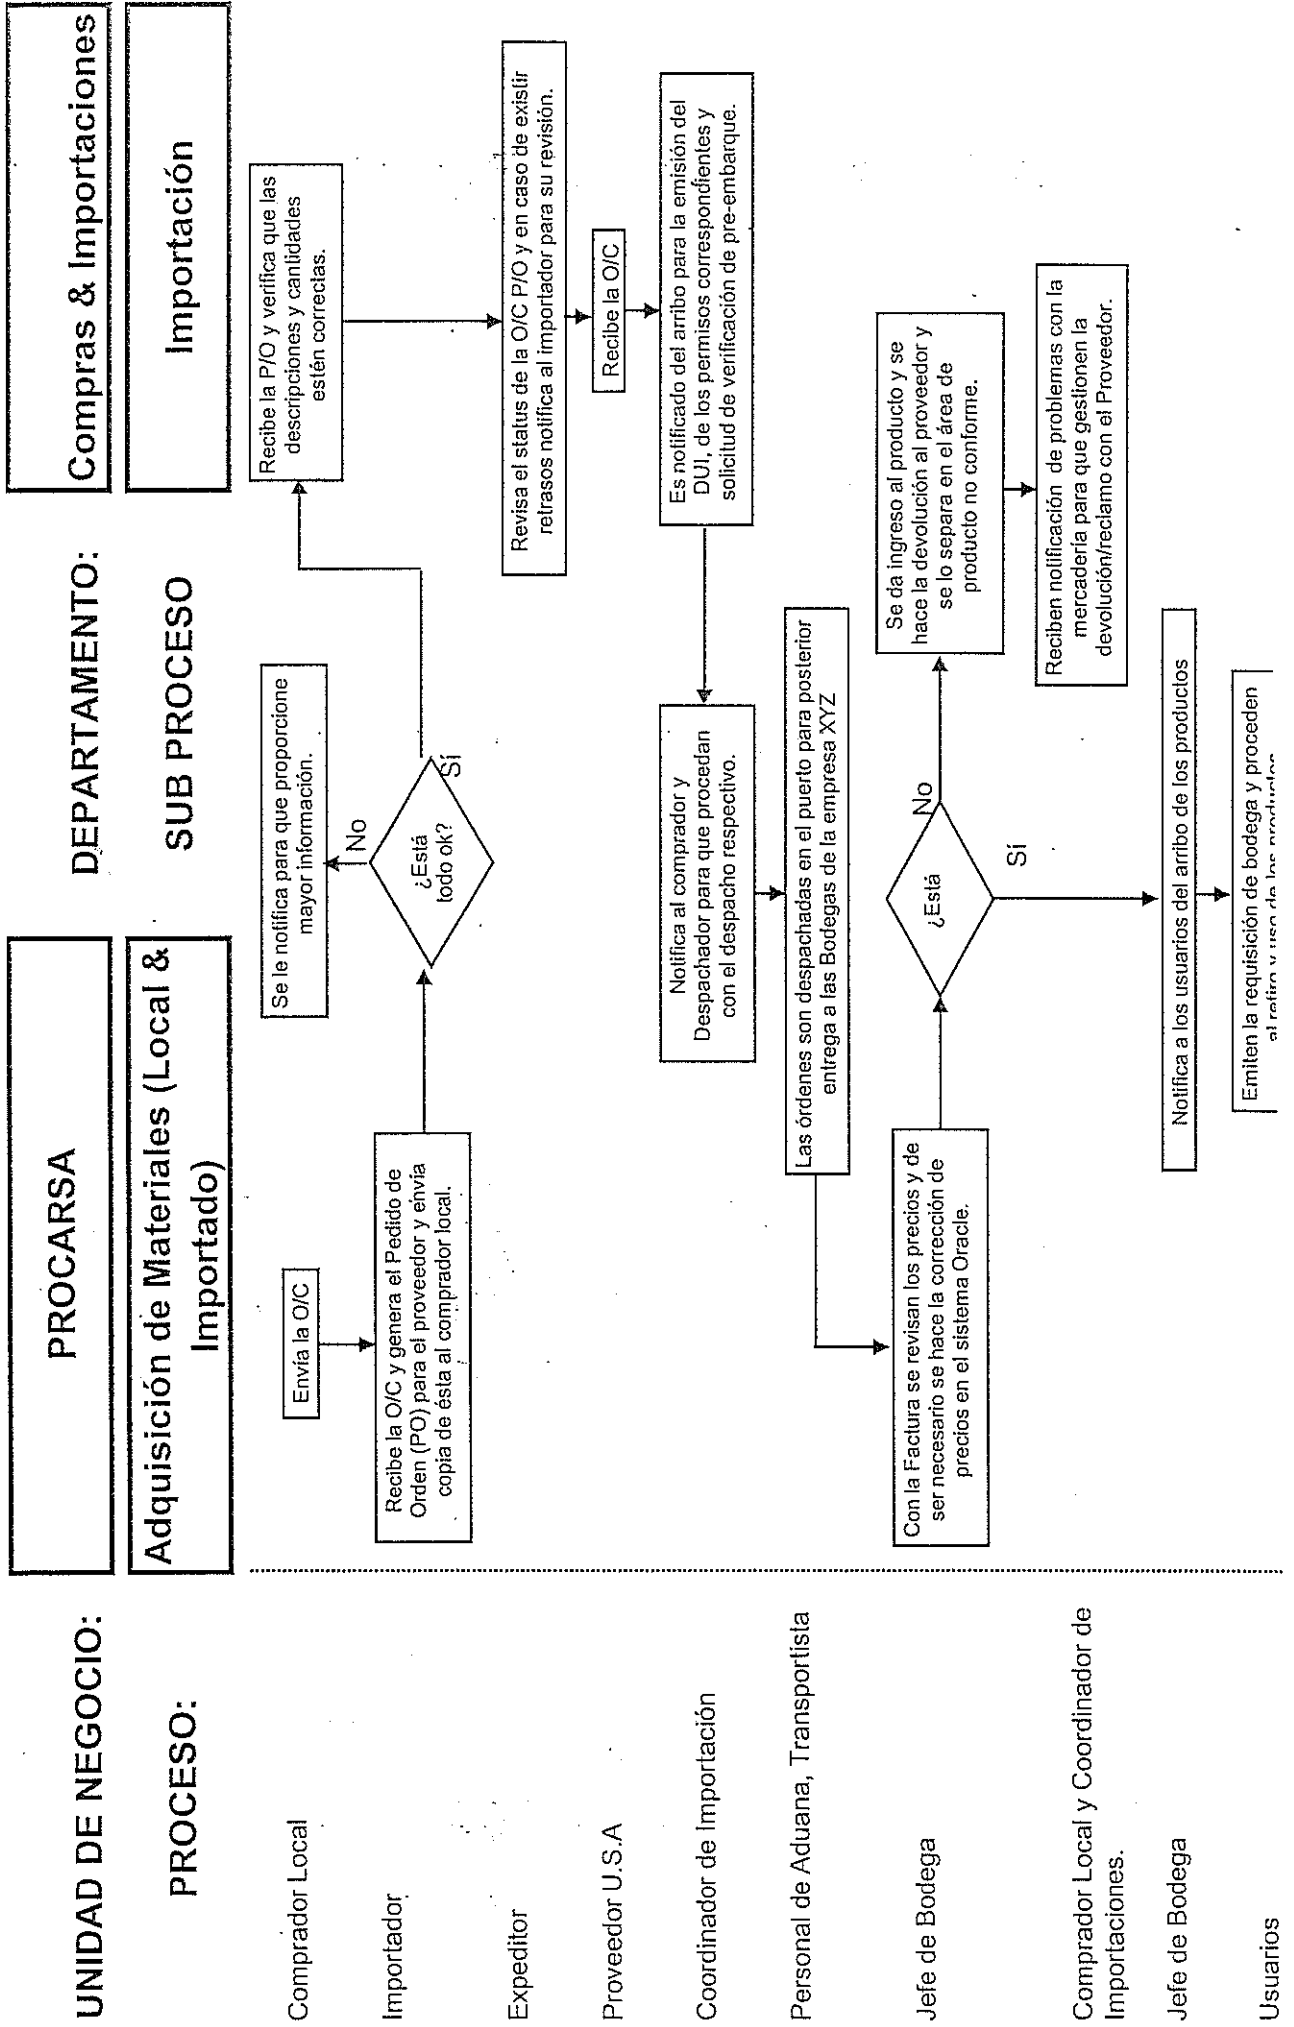 UNIDAD DE NEGOCIO:
PROCARSA
DEPARTAMENTO:
Compras & Importaciones
PROCESO:
Adquisición de Materiales (Local &
Importado)
SUB PROCESO
Importación
Comprador Local
Envía la O/C
Se le notifica para que proporcione
mayor información.
Recibe la P/O y verifica que las
descripciones y cantidades
estén correctas.
Importador
Recibe la O/C y genera el Pedido de
Orden (PO) para el proveedor y envía
copia de ésta al comprador local.
No
¿Está
todo ok?
Sí
Expeditor
Revisa el status de la O/C P/O y en caso de existir
retrasos notifica al importador para su revisión.
Proveedor U.S.A
Recibe la O/C
Coordinador de Importación
Notifica al comprador y
Despachador para que procedan
con el despacho respectivo.
Es notificado del arribo para la emisión del
DUI, de los permisos correspondientes y
solicitud de verificación de pre-embarque.
Personal de Aduana, Transportista
Las órdenes son despachadas en el puerto para posterior
entrega a las Bodegas de la empresa XYZ
Jefe de Bodega
Con la Factura se revisan los precios y de
ser necesario se hace la corrección de
precios en el sistema Oracle.
¿Está
No
Sí
Se da ingreso al producto y se
hace la devolución al proveedor y
se lo separa en el área de
producto no conforme.
Comprador Local y Coordinador de
Importaciones.
Reciben notificación de problemas con la
mercadería para que gestionen la
devolución/reclamo con el Proveedor.
Jefe de Bodega
Notifica a los usuarios del arribo de los productos
Usuarios
Emiten la requisición de bodega y proceden
al retiro y uso de los productos